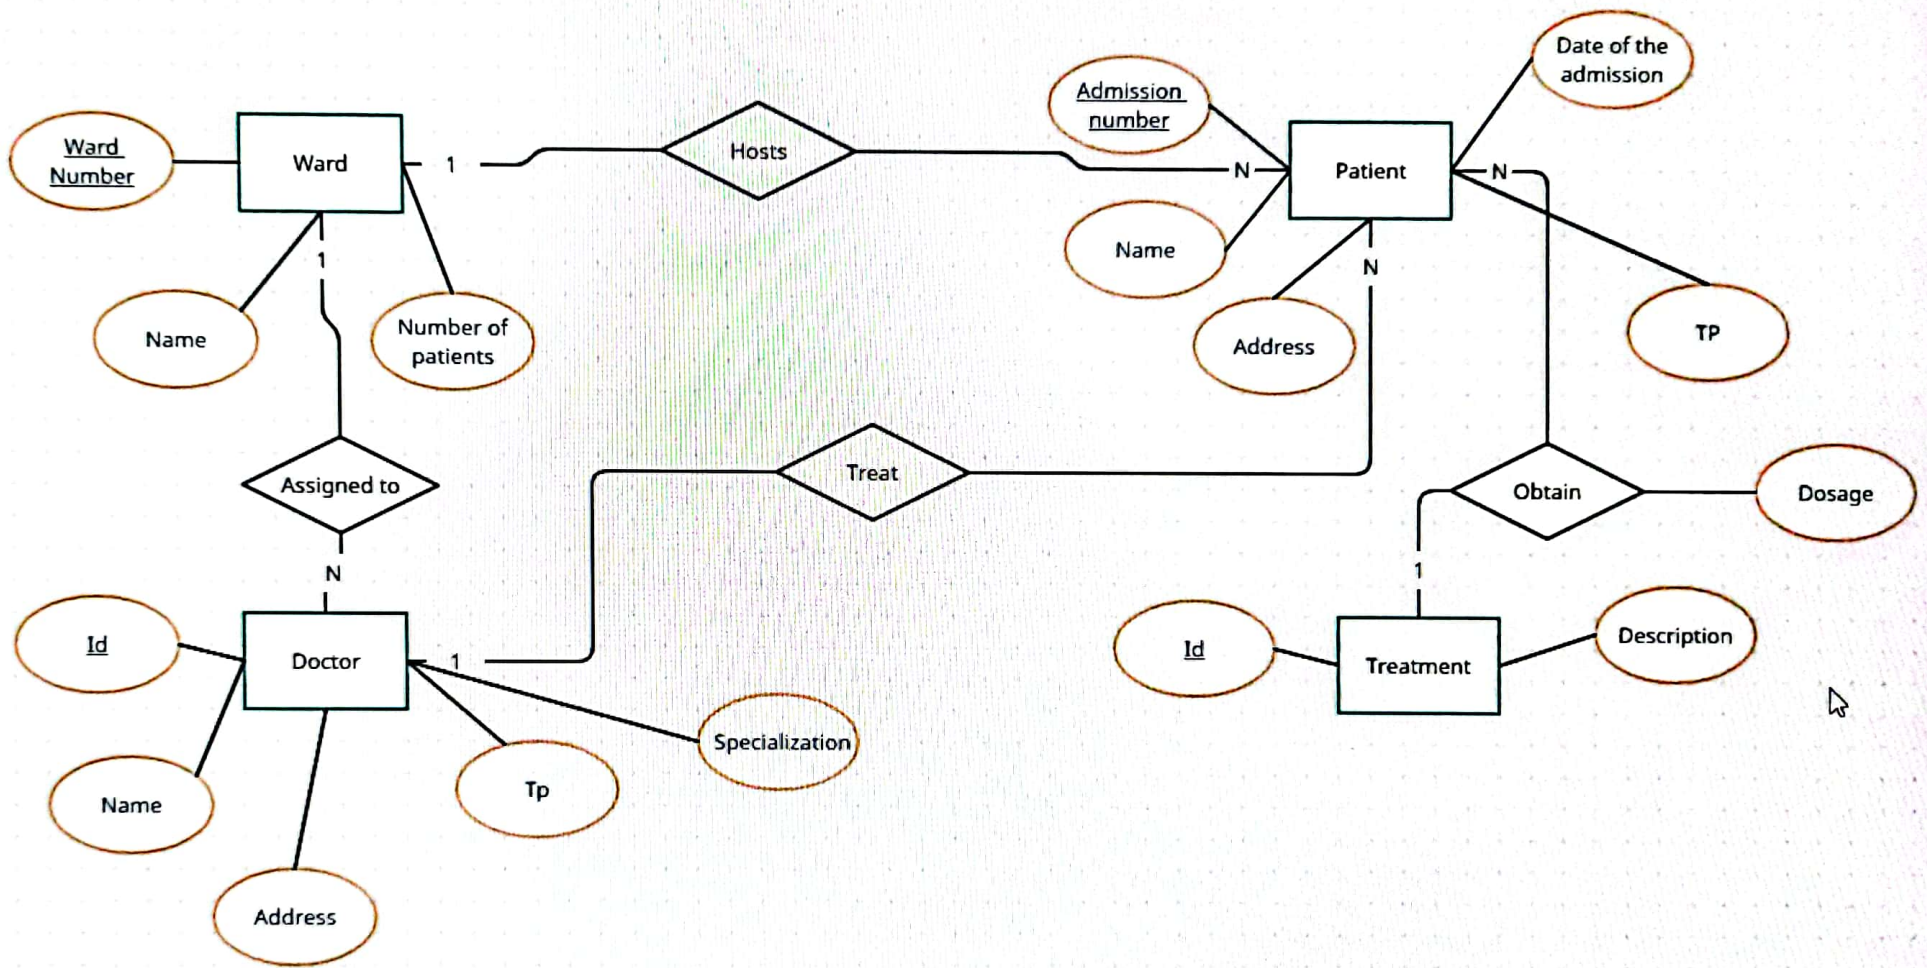 Date of the
admission
Admission
number
Ward
Number
Ward
1
Hosts
N
Patient
N
Name
1
N
Name
Number of
patients
Address
TP
Assigned to
Treat
Obtain
Dosage
N
1
Id
Doctor
1
Id
Treatment
Description
Specialization
Name
Tp
Address